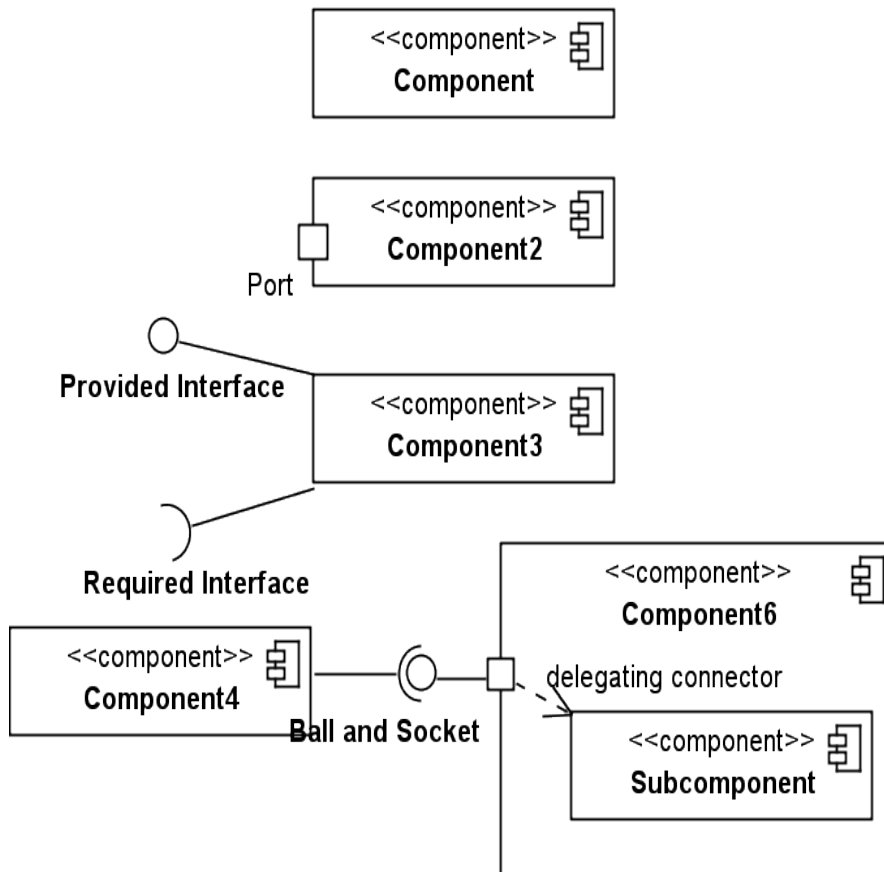 <<component>>
Component
<<component>>
Component2
Port
Provided Interface
<<component>>
Component3
Required Interface
<<component>>
Component6
<<component>>
Component4
delegating connector
Ball and Socket
<<component>>
Subcomponent